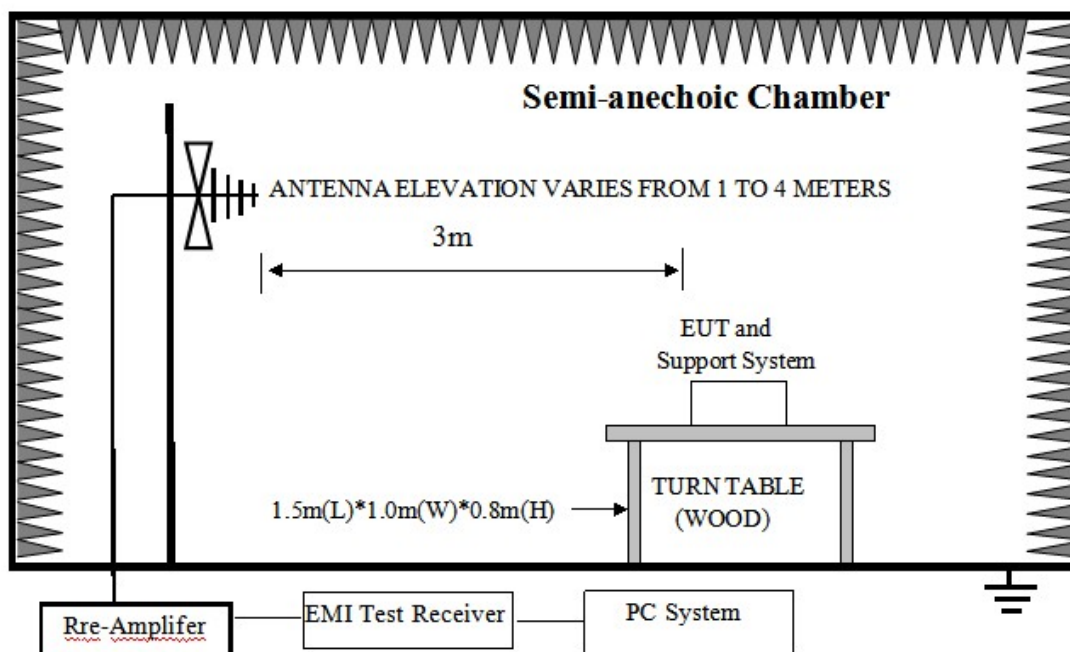 Semi-anechoic Chamber
ANTENNA ELEVATION VARIES FROM 1 TO 4 METERS
3m
EUT and
Support System
1.5m(L)*1.0m(W)*0.8m(H)
TURN TABLE
(WOOD)
Rre-Amplifer
EMI Test Receiver
PC System